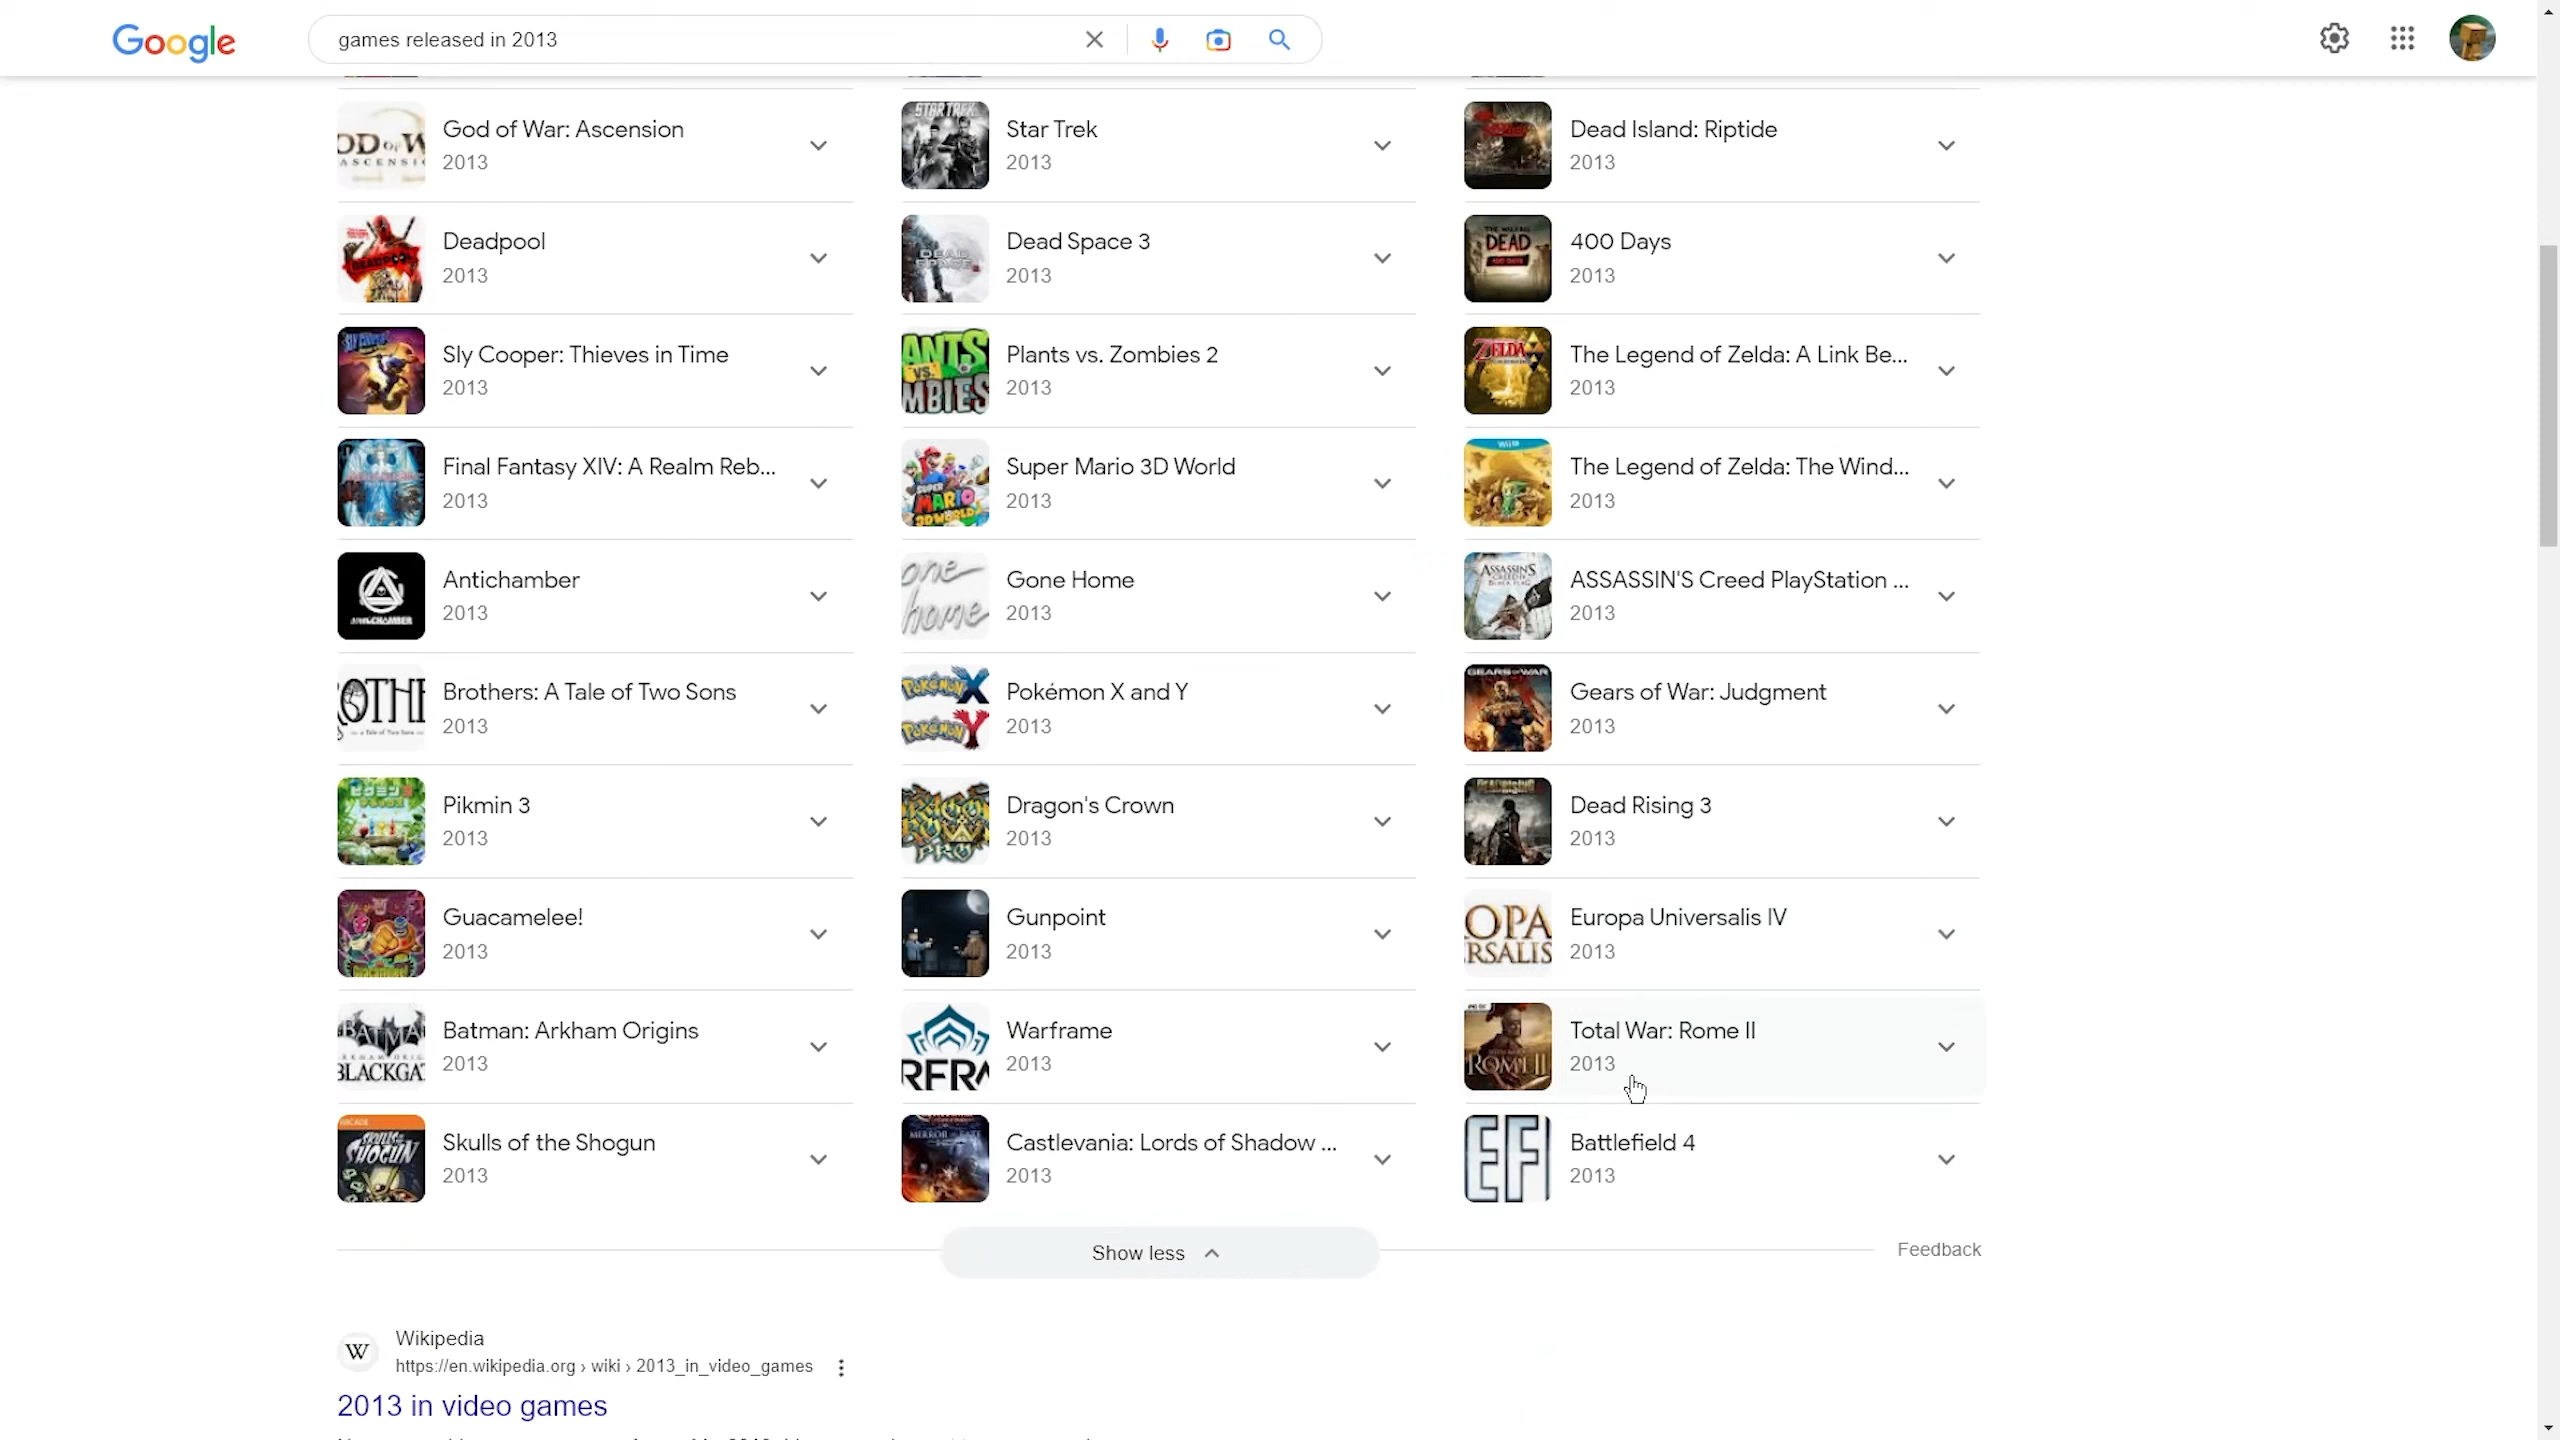 Google
games released in 2013
God of War: Ascension
2013
Star Trek
2013
Dead Island: Riptide
2013
Deadpool
2013
Dead Space 3
2013
400 Days
2013
Sly Cooper: Thieves in Time
2013
Plants vs. Zombies 2
2013
The Legend of Zelda: A Link Be...
2013
Final Fantasy XIV: A Realm Reb...
2013
Super Mario 3D World
2013
The Legend of Zelda: The Wind...
2013
Antichamber
2013
Gone Home
2013
ASSASSIN'S Creed PlayStation ...
2013
Brothers: A Tale of Two Sons
2013
Pokémon X and Y
2013
Gears of War: Judgment
2013
Pikmin 3
2013
Dragon's Crown
2013
Dead Rising 3
2013
Guacamelee!
2013
Gunpoint
2013
Europa Universalis IV
2013
Batman: Arkham Origins
2013
Warframe
2013
Total War: Rome II
2013
Skulls of the Shogun
2013
Castlevania: Lords of Shadow ...
2013
Battlefield 4
2013
Show less
Feedback
W
Wikipedia
https://en.wikipedia.org › wiki › 2013_in_video_games
2013 in video games